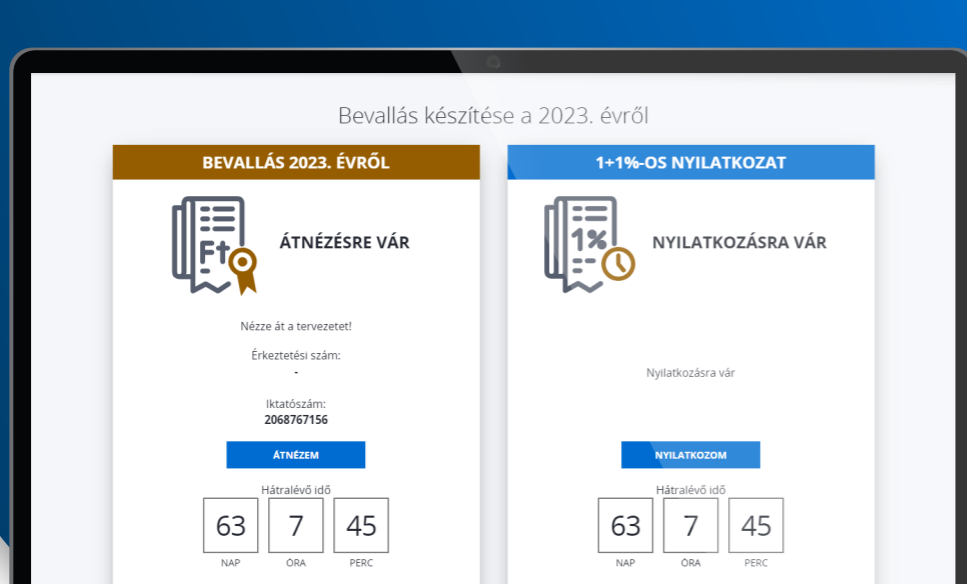 Bevallás készítése a 2023. évről
BEVALLÁS 2023. ÉVRŐL
Ft
ÁTNÉZÉSRE VÁR
Nézze át a tervezetet!
Érkeztetési szám:
-
Iktatószám:
2068767156
ÁTNÉZEM
Hátralévő idő
63 7 45
NAP ÓRA PERC
1+1%-OS NYILATKOZAT
1%
NYILATKOZÁSRA VÁR
Nyilatkozásra vár
NYILATKOZOM
Hátralévő idő
63 7 45
NAP ÓRA PERC